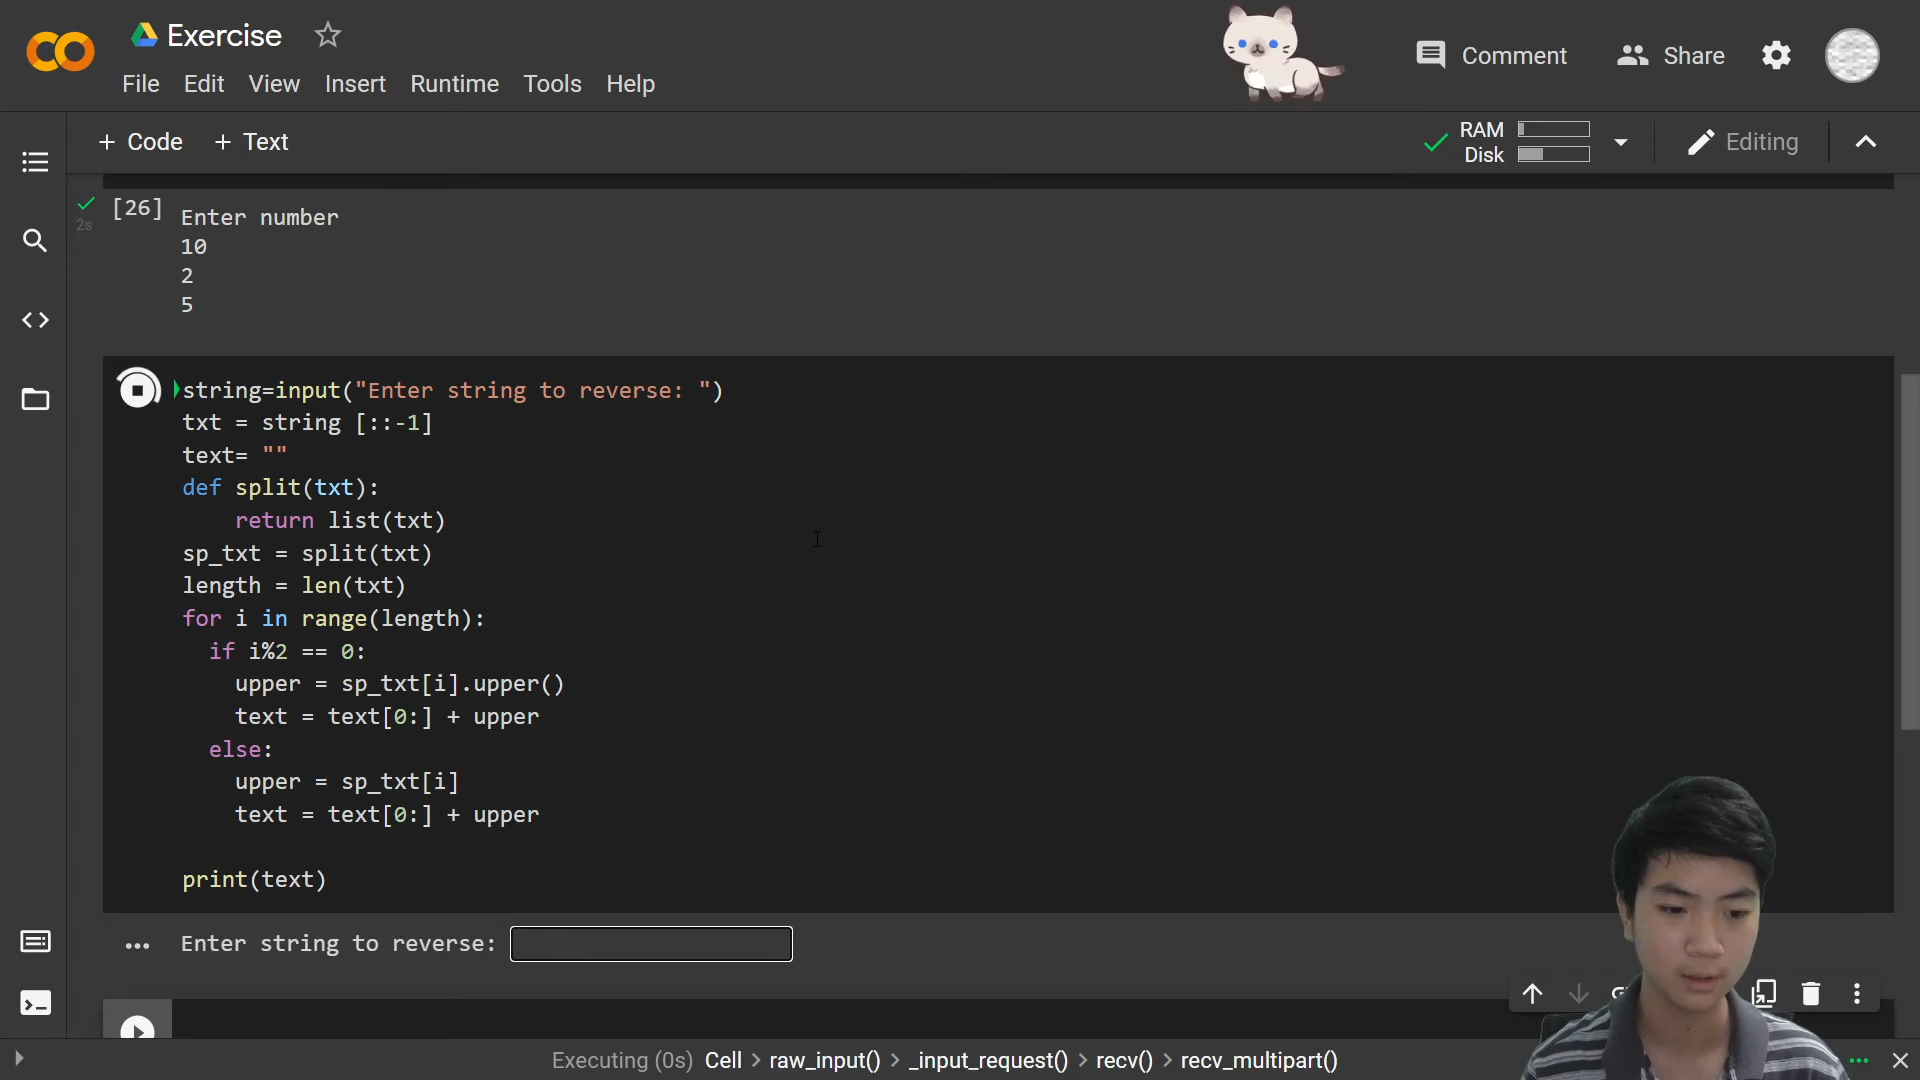 Exercise
File Edit View Insert Runtime Tools Help
Comment
Share
+ Code + Text
RAM
Disk
Editing
2s
[26]
Enter number
10
2
5
string=input("Enter string to reverse: ")
txt = string [::-1]
text= ""
def split(txt):
    return list(txt)
sp_txt = split(txt)
length = len(txt)
for i in range(length):
  if i%2 == 0:
    upper = sp_txt[i].upper()
    text = text[0:] + upper
  else:
    upper = sp_txt[i]
    text = text[0:] + upper
print(text)
Enter string to reverse:
Executing (0s) Cell > raw_input() > _input_request() > recv() > recv_multipart()